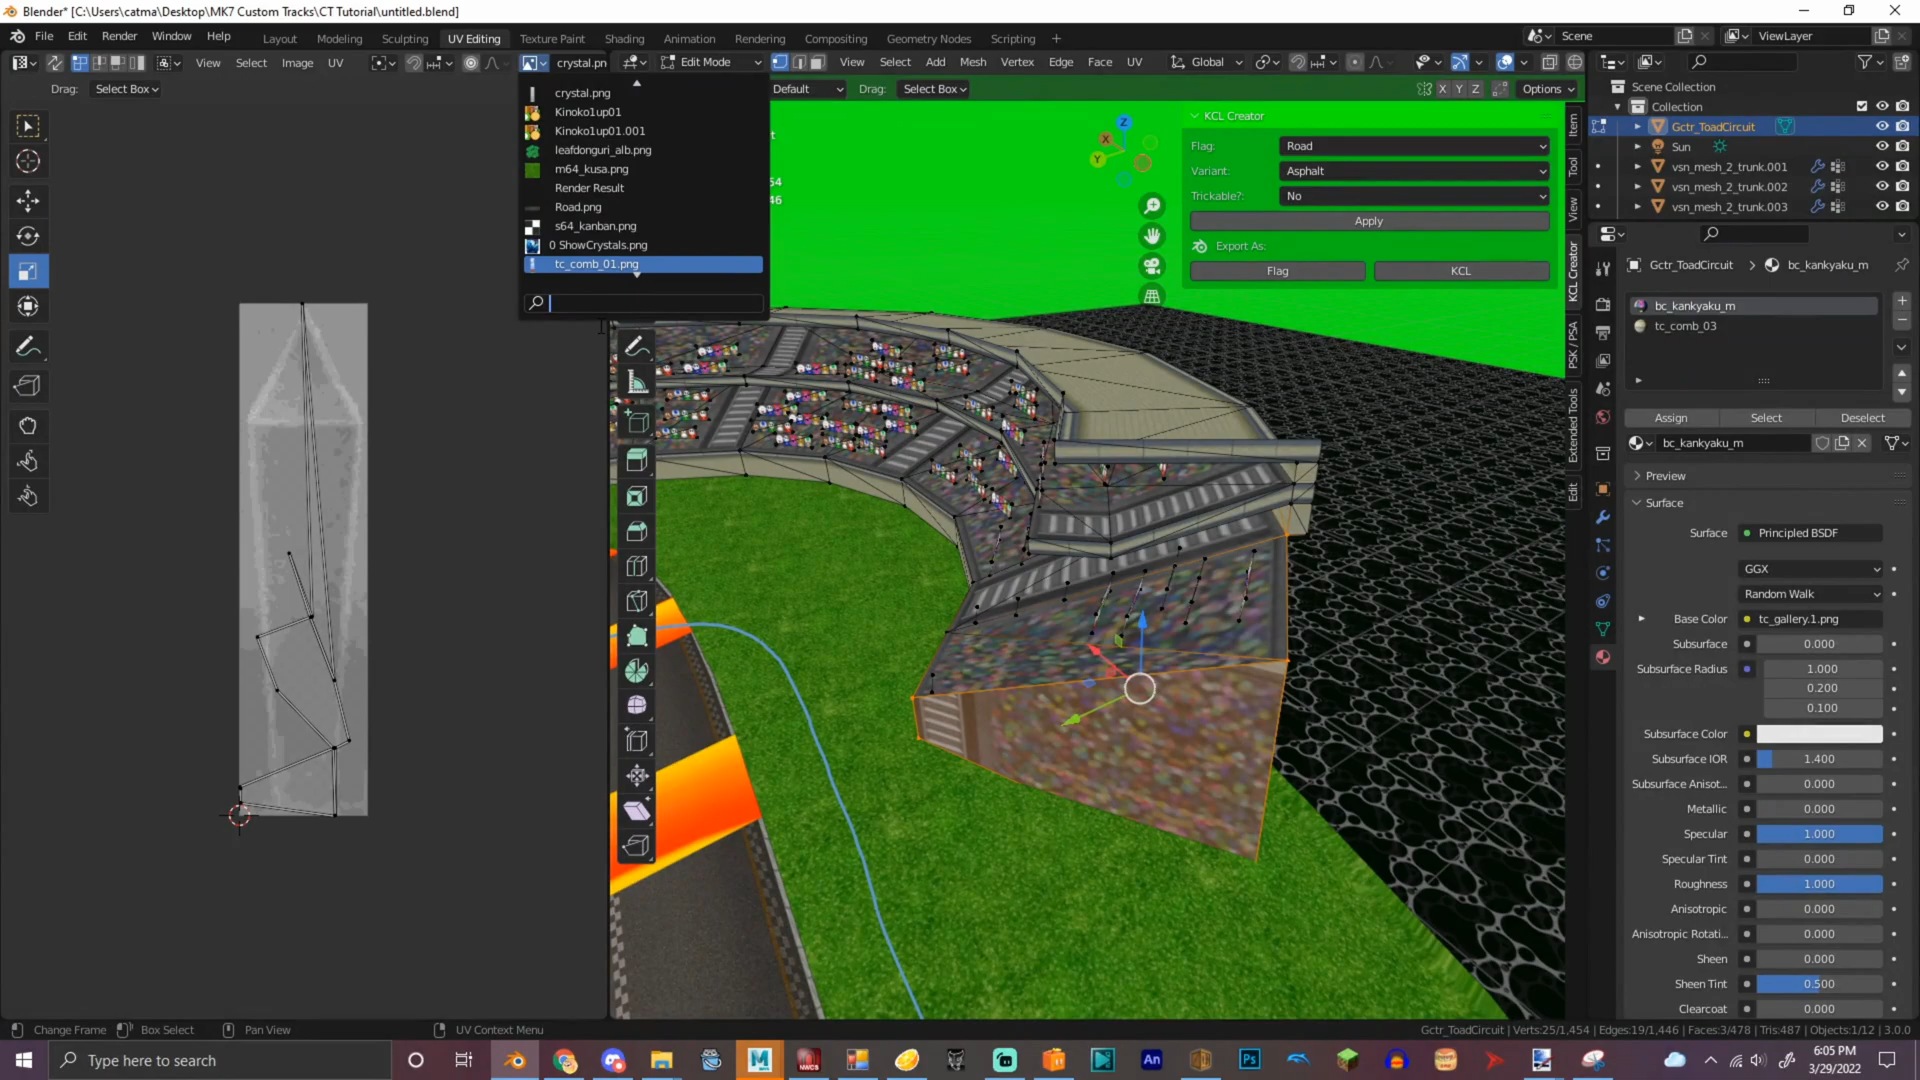 Blender* [C:\Users\catma\Desktop\MK7 Custom Tracks\CT Tutorial\untitled.blend]
File Edit Render Window Help
Layout Modeling Sculpting UV Editing Texture Paint Shading Animation Rendering Compositing Geometry Nodes Scripting +
Scene
ViewLayer
View Select Image UV
crystal.pn
Edit Mode
View Select Add Mesh Vertex Edge Face UV
Global
Drag: Select Box
Default Drag: Select Box
X Y Z Options
crystal.png
Kinoko1up01
Kinoko1up01.001
leafdonguri_alb.png
m64_kusa.png
Render Result
Road.png
s64_kanban.png
0 ShowCrystals.png
tc_comb_01.png
t
54
46
Z
X
Y
KCL Creator
Flag: Road
Variant: Asphalt
Trickable?: No
Apply
Export As:
Flag KCL
Item
Tool
View
KCL Creator
PSK / PSA
Extended Tools
Edit
Scene Collection
Collection
Gctr_ToadCircuit
Sun
vsn_mesh_2_trunk.001
vsn_mesh_2_trunk.002
vsn_mesh_2_trunk.003
Gctr_ToadCircuit > bc_kankyaku_m
bc_kankyaku_m
tc_comb_03
Assign Select Deselect
bc_kankyaku_m
Preview
Surface
Surface Principled BSDF
GGX
Random Walk
Base Color tc_gallery.1.png
Subsurface 0.000
Subsurface Radius 1.000
0.200
0.100
Subsurface Color
Subsurface IOR 1.400
Subsurface Anisot... 0.000
Metallic 0.000
Specular 1.000
Specular Tint 0.000
Roughness 1.000
Anisotropic 0.000
Anisotropic Rotati... 0.000
Sheen 0.000
Sheen Tint 0.500
Clearcoat 0.000
Change Frame Box Select Pan View UV Context Menu
Gctr_ToadCircuit | Verts:25/1,454 | Edges:19/1,446 | Faces:3/478 | Tris:487 | Objects:1/12 | 3.0.0
Type here to search
M
NWCS
An
Ps
6:05 PM
3/29/2022